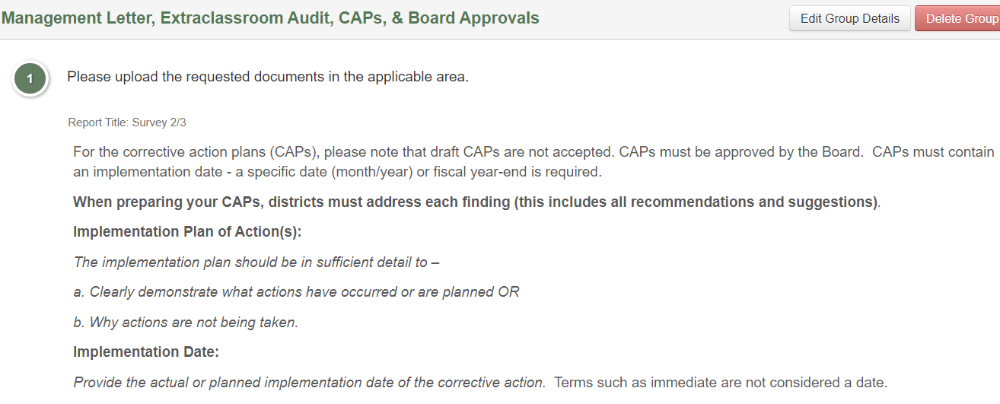 Management Letter, Extraclassroom Audit, CAPs, & Board Approvals
Edit Group Details
Delete Group
1
Please upload the requested documents in the applicable area.
Report Title: Survey 2/3
For the corrective action plans (CAPs), please note that draft CAPs are not accepted. CAPs must be approved by the Board.  CAPs must contain
an implementation date - a specific date (month/year) or fiscal year-end is required.
When preparing your CAPs, districts must address each finding (this includes all recommendations and suggestions).
Implementation Plan of Action(s):
The implementation plan should be in sufficient detail to –
a. Clearly demonstrate what actions have occurred or are planned OR
b. Why actions are not being taken.
Implementation Date:
Provide the actual or planned implementation date of the corrective action.  Terms such as immediate are not considered a date.